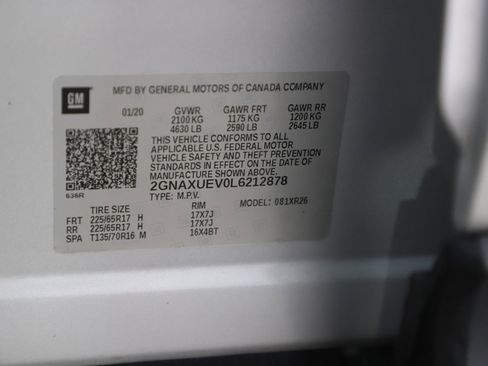 GM
MFD BY GENERAL MOTORS OF CANADA COMPANY
01/20 GVWR GAWR FRT GAWR RR
2100 KG 1175 KG 1200 KG
4630 LB 2590 LB 2645 LB
THIS VEHICLE CONFORMS TO ALL
APPLICABLE U.S. FEDERAL MOTOR
VEHICLE SAFETY AND THEFT PREVENTION
STANDARDS IN EFFECT ON THE DATE OF
MANUFACTURE SHOWN ABOVE.
2GNAXUEV0L6212878
636R TYPE: M.P.V.
TIRE SIZE RIM MODEL: 081XR26
FRT 225/65R17 H 17X7J
RR 225/65R17 H 17X7J
SPA T135/70R16 M 16X4BT